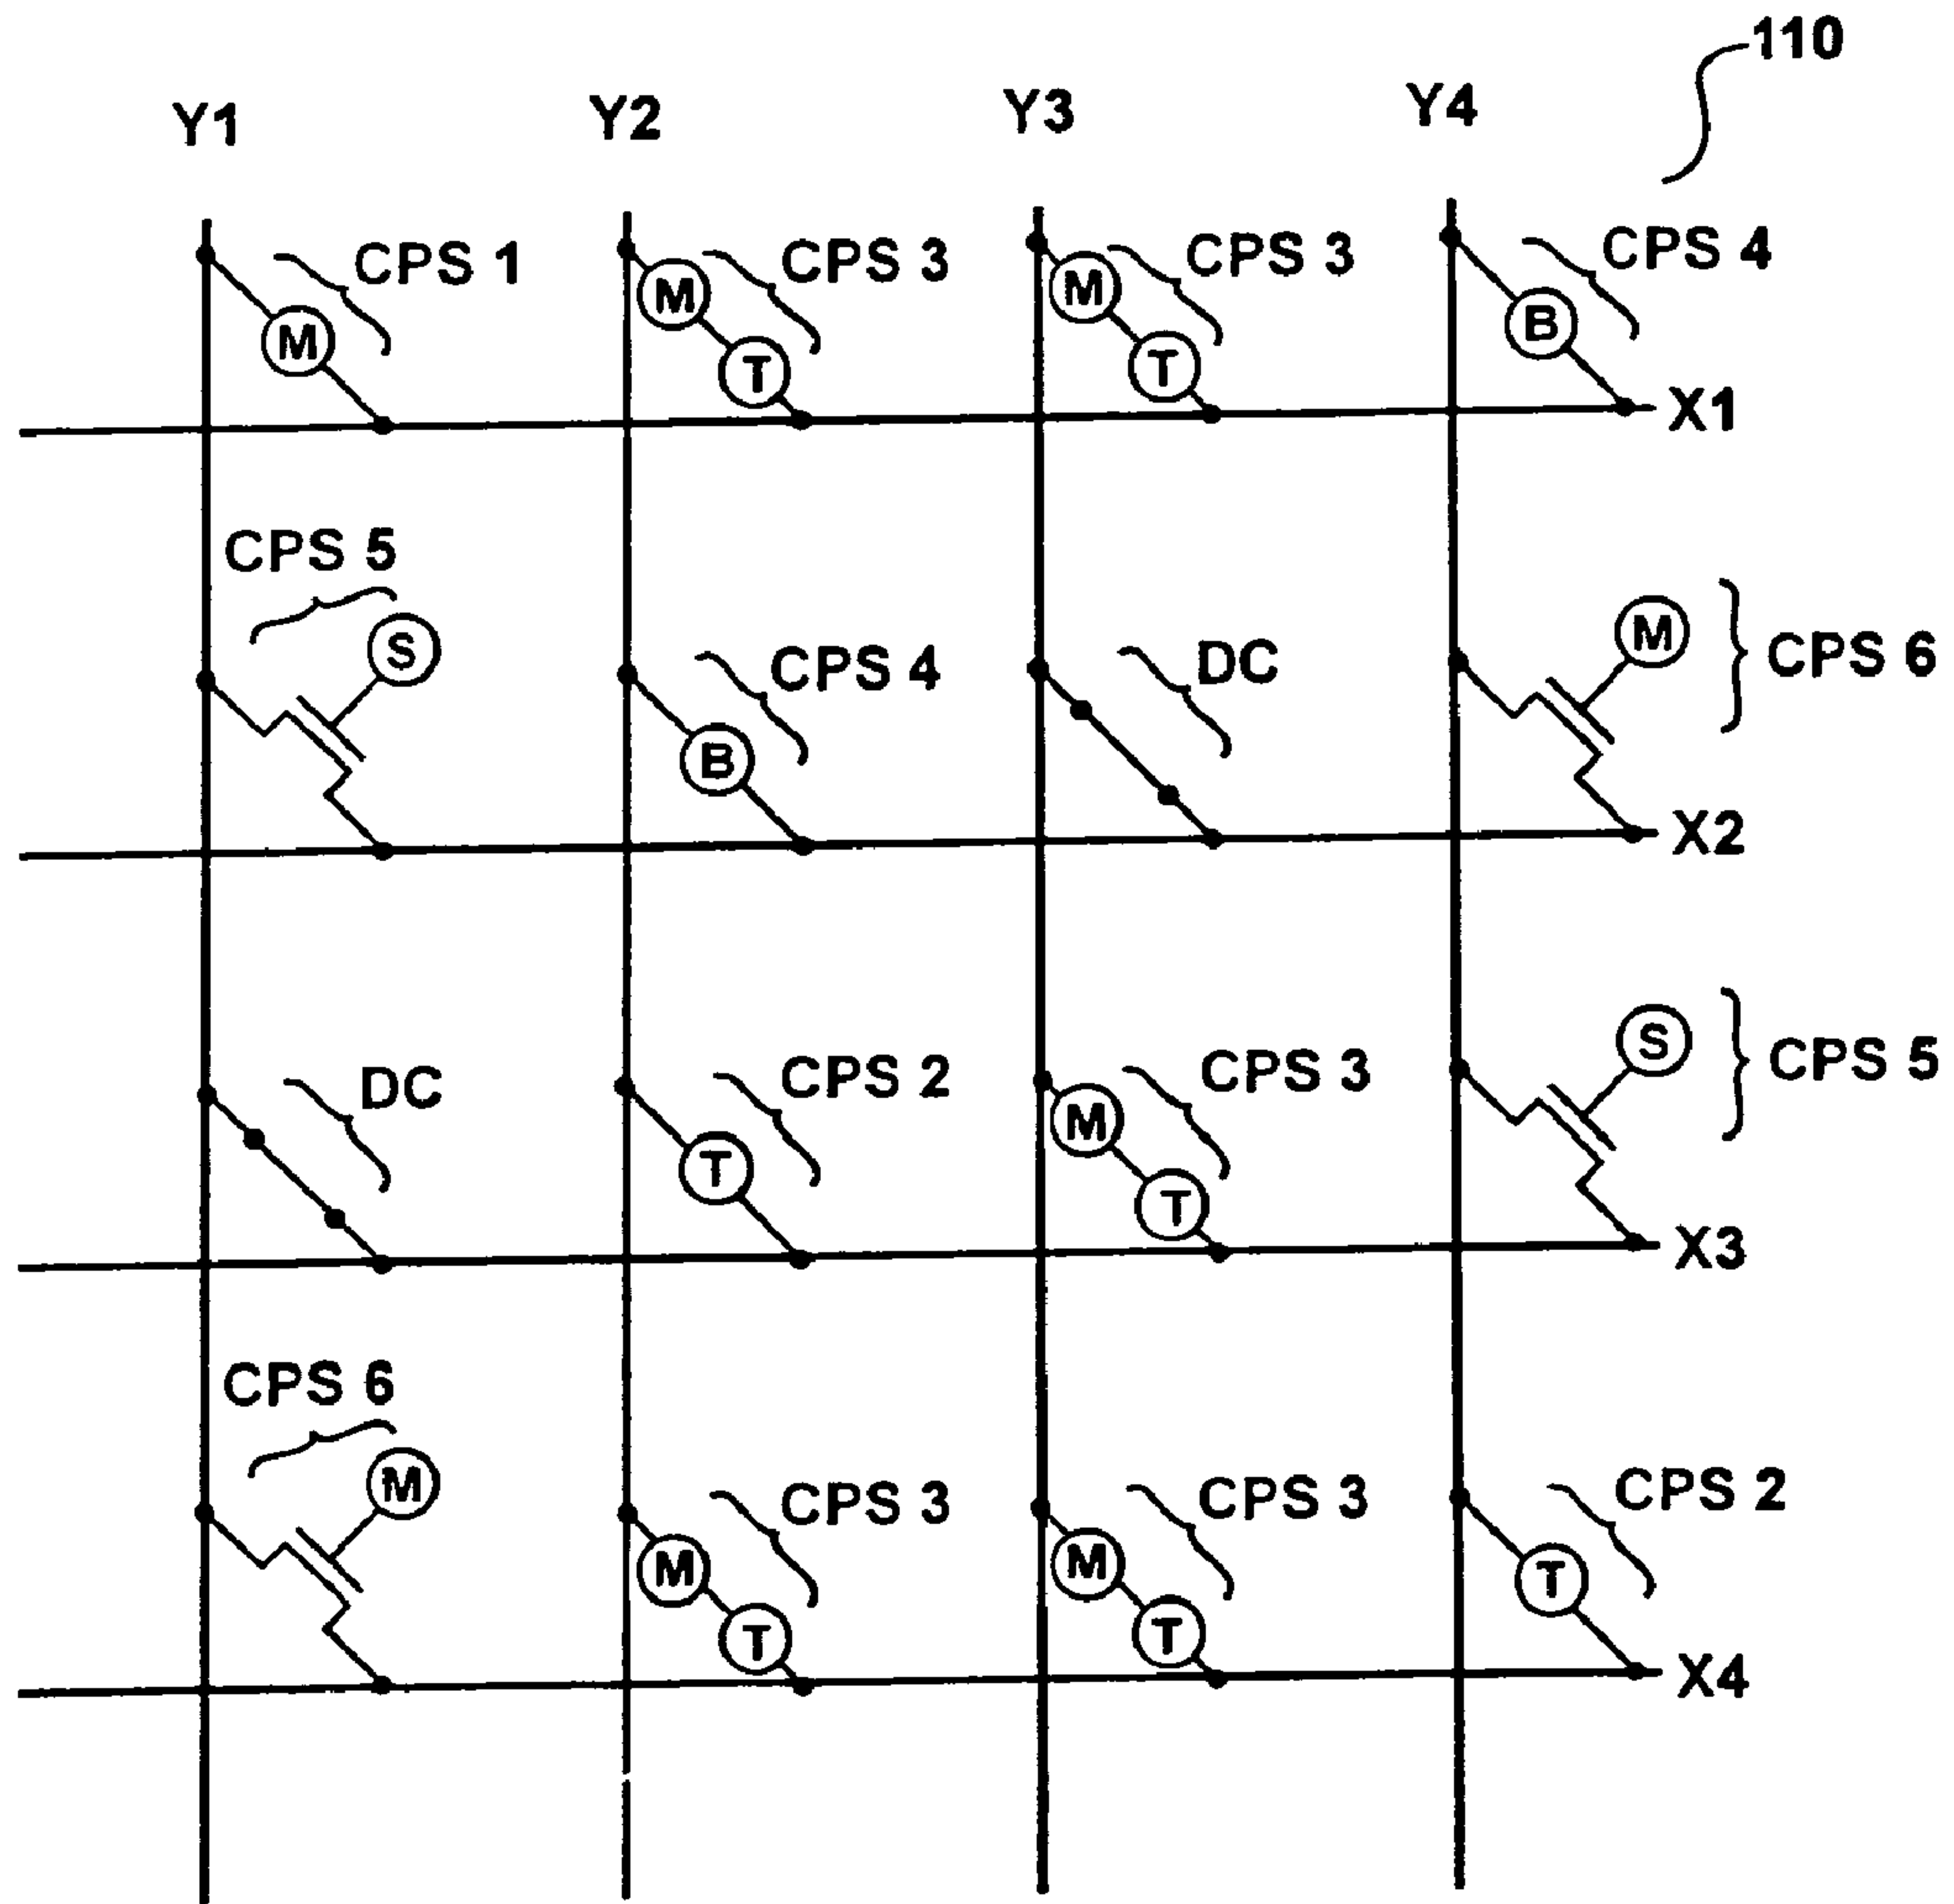 110
Y1 Y2 Y3 Y4
CPS 1 CPS 3 CPS 3 CPS 4
M M T M T B
X1
CPS 5
S CPS 4 DC M CPS 6
B
X2
DC CPS 2 CPS 3 S CPS 5
T M T
X3
CPS 6
M CPS 3 CPS 3 CPS 2
M T M T T
X4